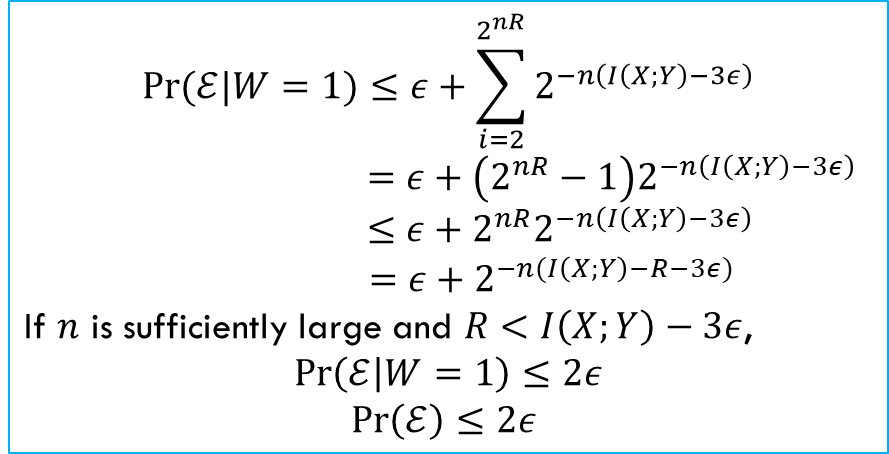 Pr(ℰ|W = 1) ≤ ϵ + ∑_{i=2}^{2^{nR}} 2^{−n(I(X;Y)−3ϵ)}
= ϵ + (2^{nR} − 1)2^{−n(I(X;Y)−3ϵ)}
≤ ϵ + 2^{nR} 2^{−n(I(X;Y)−3ϵ)}
= ϵ + 2^{−n(I(X;Y)−R−3ϵ)}
If n is sufficiently large and R < I(X; Y) − 3ϵ,
Pr(ℰ|W = 1) ≤ 2ϵ
Pr(ℰ) ≤ 2ϵ